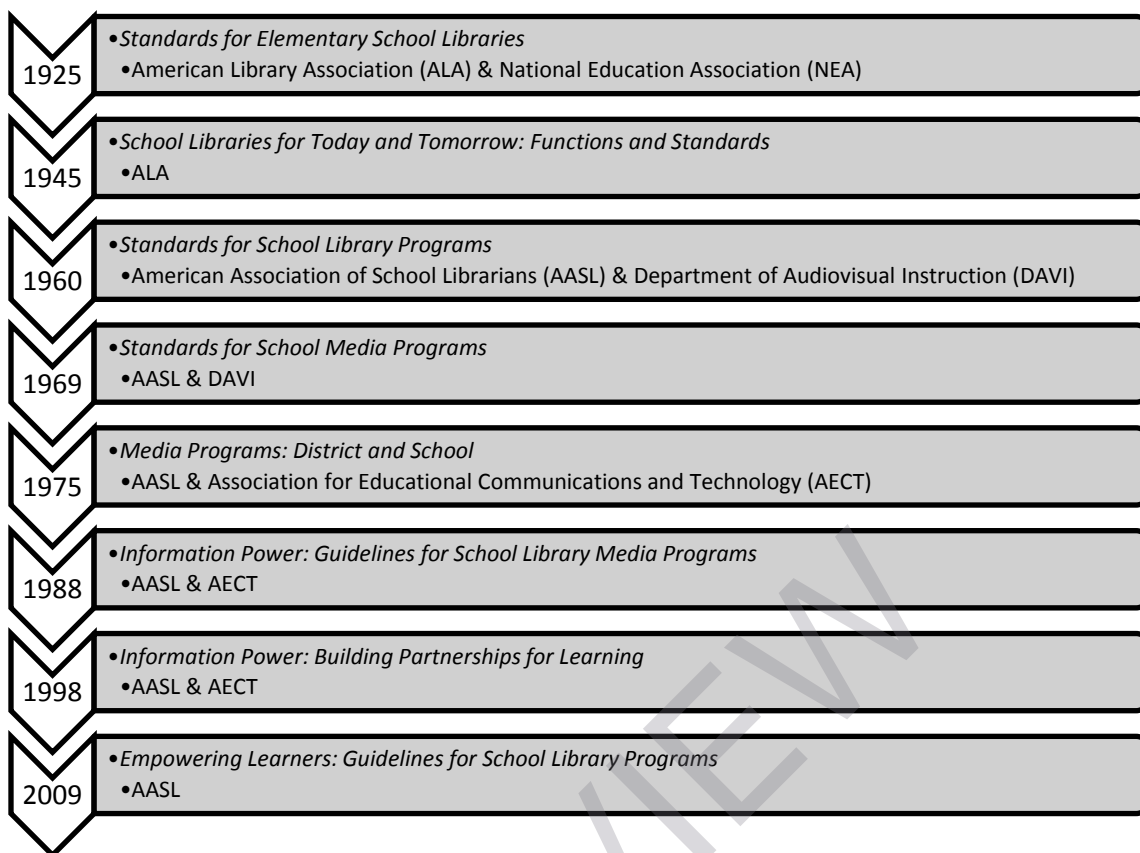 1925
•Standards for Elementary School Libraries
•American Library Association (ALA) & National Education Association (NEA)
1945
•School Libraries for Today and Tomorrow: Functions and Standards
•ALA
1960
•Standards for School Library Programs
•American Association of School Librarians (AASL) & Department of Audiovisual Instruction (DAVI)
1969
•Standards for School Media Programs
•AASL & DAVI
1975
•Media Programs: District and School
•AASL & Association for Educational Communications and Technology (AECT)
1988
•Information Power: Guidelines for School Library Media Programs
•AASL & AECT
1998
•Information Power: Building Partnerships for Learning
•AASL & AECT
2009
•Empowering Learners: Guidelines for School Library Programs
•AASL
VIEW